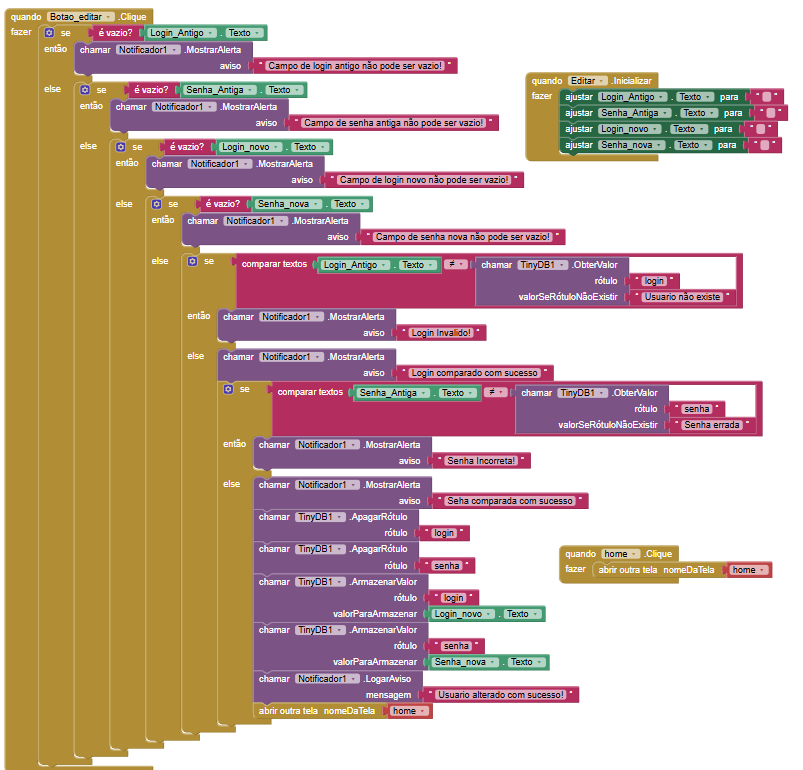 quando Botao_editar .Clique
fazer se é vazio? Login_Antigo . Texto
então chamar Notificador1 .MostrarAlerta
aviso " Campo de login antigo não pode ser vazio! "
else se é vazio? Senha_Antiga . Texto
então chamar Notificador1 .MostrarAlerta
aviso " Campo de senha antiga não pode ser vazio! "
else se é vazio? Login_novo . Texto
então chamar Notificador1 .MostrarAlerta
aviso " Campo de login novo não pode ser vazio! "
else se é vazio? Senha_nova . Texto
então chamar Notificador1 .MostrarAlerta
aviso " Campo de senha nova não pode ser vazio! "
else se comparar textos Login_Antigo . Texto ≠ chamar TinyDB1 .ObterValor
rótulo " login "
valorSeRótuloNãoExistir " Usuario não existe "
então chamar Notificador1 .MostrarAlerta
aviso " Login Invalido! "
else chamar Notificador1 .MostrarAlerta
aviso " Login comparado com sucesso "
se comparar textos Senha_Antiga . Texto ≠ chamar TinyDB1 .ObterValor
rótulo " senha "
valorSeRótuloNãoExistir " Senha errada "
então chamar Notificador1 .MostrarAlerta
aviso " Senha Incorreta! "
else chamar Notificador1 .MostrarAlerta
aviso " Seha comparada com sucesso "
chamar TinyDB1 .ApagarRótulo
rótulo " login "
chamar TinyDB1 .ApagarRótulo
rótulo " senha "
chamar TinyDB1 .ArmazenarValor
rótulo " login "
valorParaArmazenar Login_novo . Texto
chamar TinyDB1 .ArmazenarValor
rótulo " senha "
valorParaArmazenar Senha_nova . Texto
chamar Notificador1 .LogarAviso
mensagem " Usuario alterado com sucesso! "
abrir outra tela nomeDaTela home
quando Editar .Inicializar
fazer ajustar Login_Antigo . Texto para " "
ajustar Senha_Antiga . Texto para " "
ajustar Login_novo . Texto para " "
ajustar Senha_nova . Texto para " "
quando home .Clique
fazer abrir outra tela nomeDaTela home